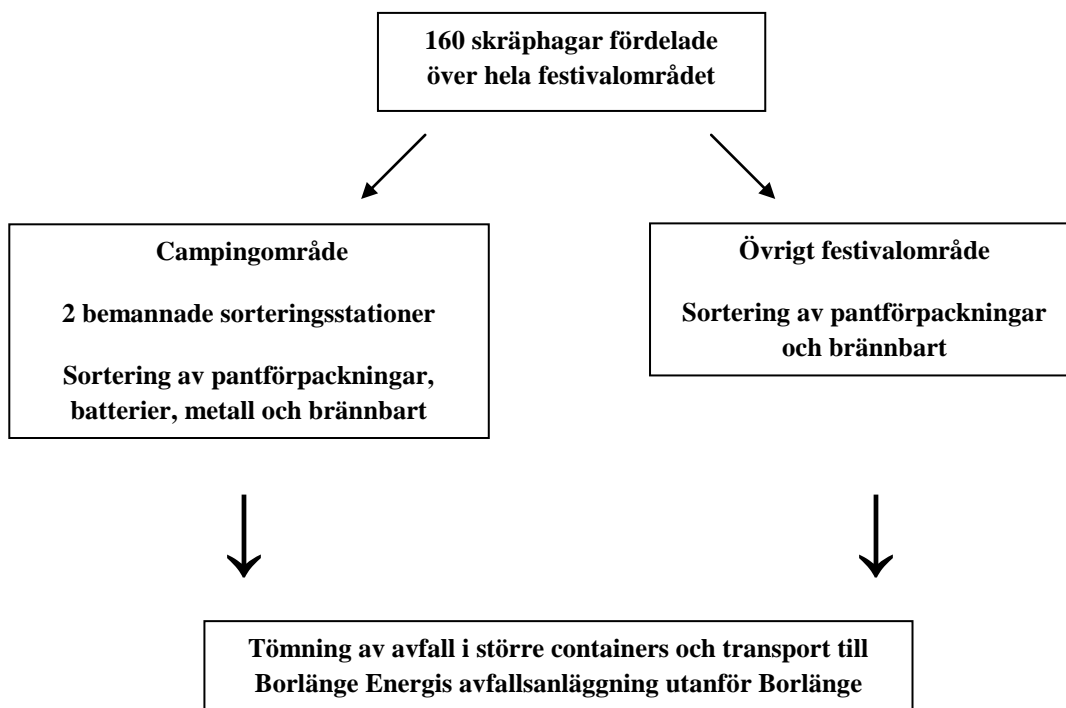 160 skräphagar fördelade
över hela festivalområdet
Campingområde
2 bemannade sorteringsstationer
Sortering av pantförpackningar,
batterier, metall och brännbart
Övrigt festivalområde
Sortering av pantförpackningar
och brännbart
Tömning av avfall i större containers och transport till
Borlänge Energis avfallsanläggning utanför Borlänge